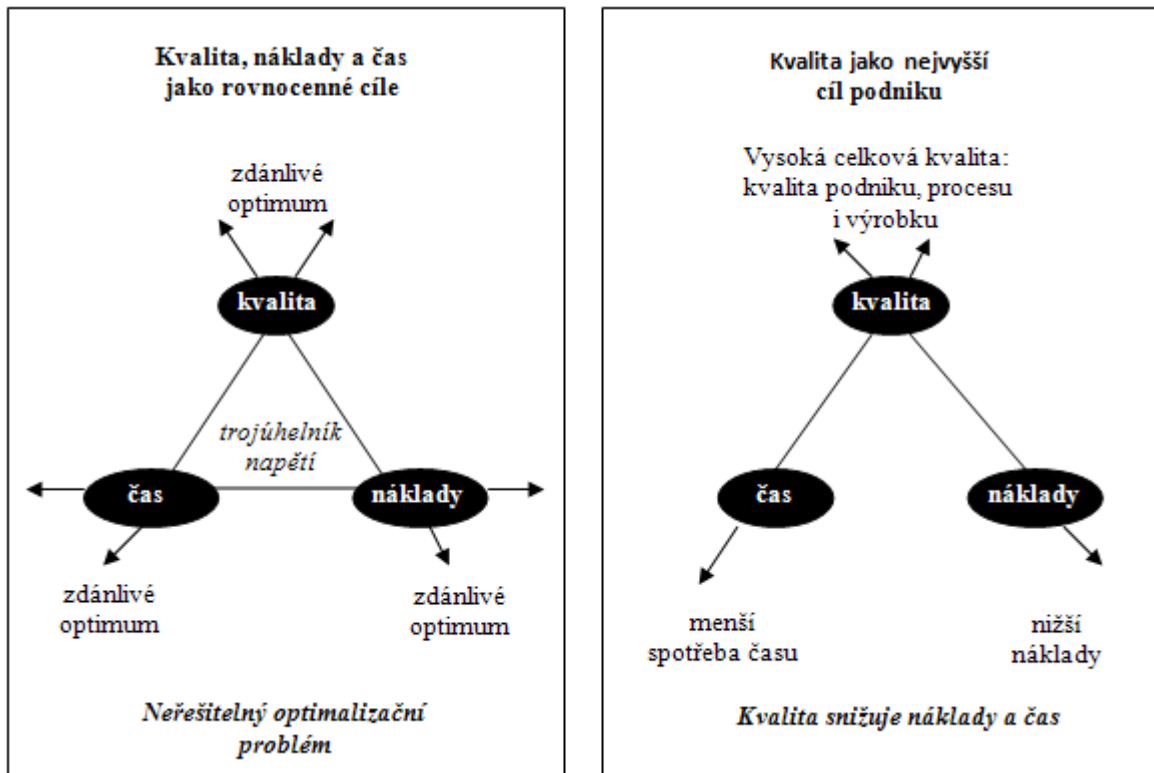 Kvalita, náklady a čas
jako rovnocenné cíle
zdánlivé
optimum
kvalita
trojúhelník
napětí
čas
náklady
zdánlivé
optimum
zdánlivé
optimum
Neřešitelný optimalizační
problém
Kvalita jako nejvyšší
cíl podniku
Vysoká celková kvalita:
kvalita podniku, procesu
i výrobku
kvalita
čas
náklady
menší
spotřeba času
nižší
náklady
Kvalita snižuje náklady a čas